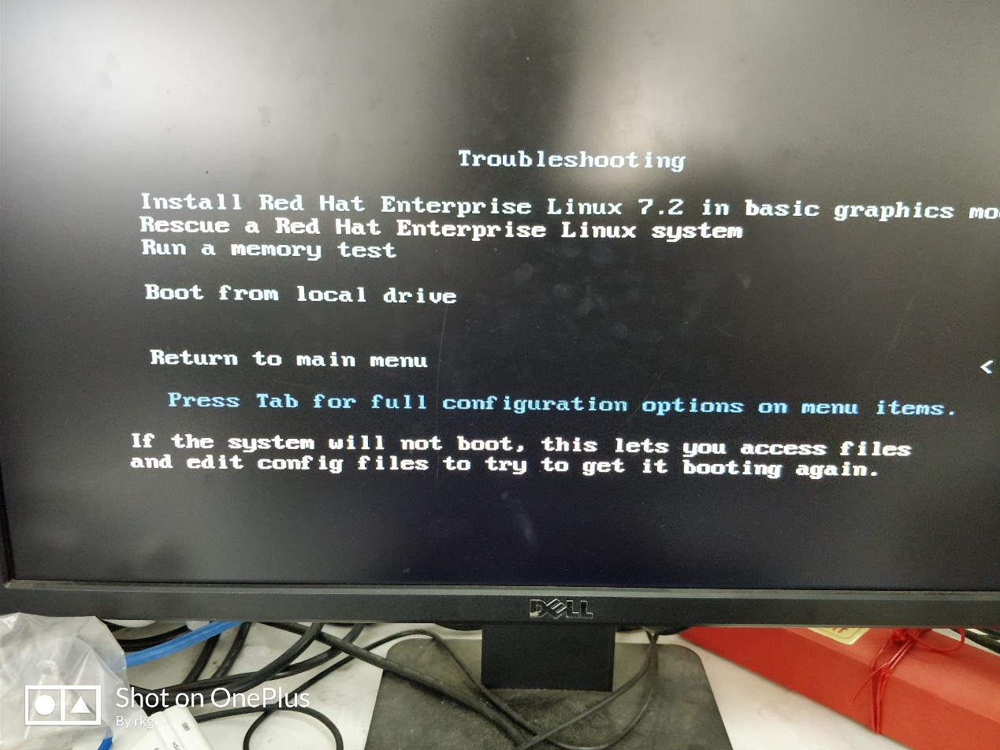 Troubleshooting
Install Red Hat Enterprise Linux 7.2 in basic graphics mo
Rescue a Red Hat Enterprise Linux system
Run a memory test
Boot from local drive
Return to main menu
<
Press Tab for full configuration options on menu items.
If the system will not boot, this lets you access files
and edit config files to try to get it booting again.
DELL
Shot on OnePlus
By rkg